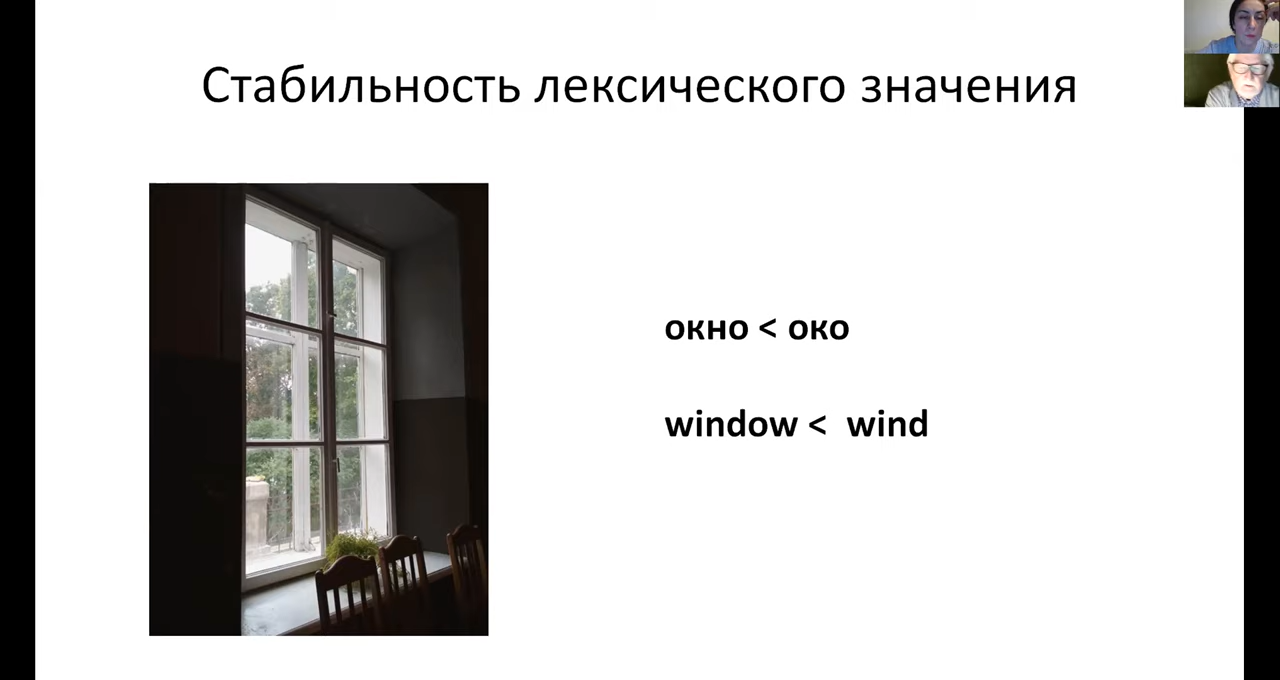 Стабильность лексического значения
окно < око
window < wind